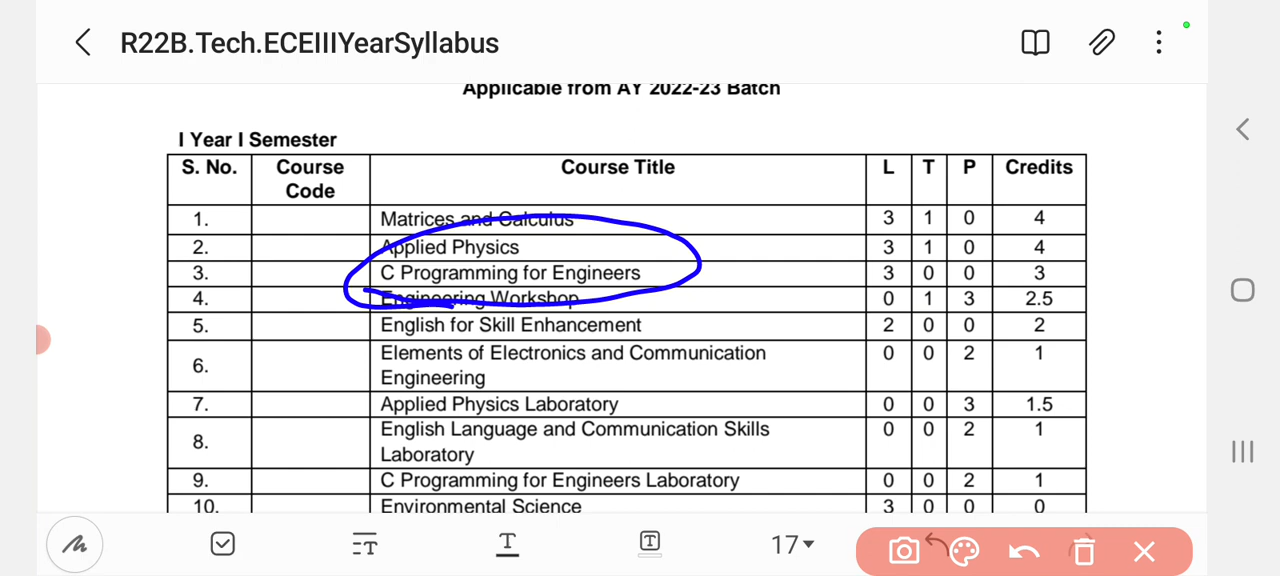 R22B.Tech.ECEIIIYearSyllabus
Applicable from AY 2022-23 Batch
I Year I Semester
S. No. Course Code Course Title L T P Credits
1. Matrices and Calculus 3 1 0 4
2. Applied Physics 3 1 0 4
3. C Programming for Engineers 3 0 0 3
4. Engineering Workshop 0 1 3 2.5
5. English for Skill Enhancement 2 0 0 2
6. Elements of Electronics and Communication Engineering 0 0 2 1
7. Applied Physics Laboratory 0 0 3 1.5
8. English Language and Communication Skills Laboratory 0 0 2 1
9. C Programming for Engineers Laboratory 0 0 2 1
10. Environmental Science 3 0 0 0
T T T 17